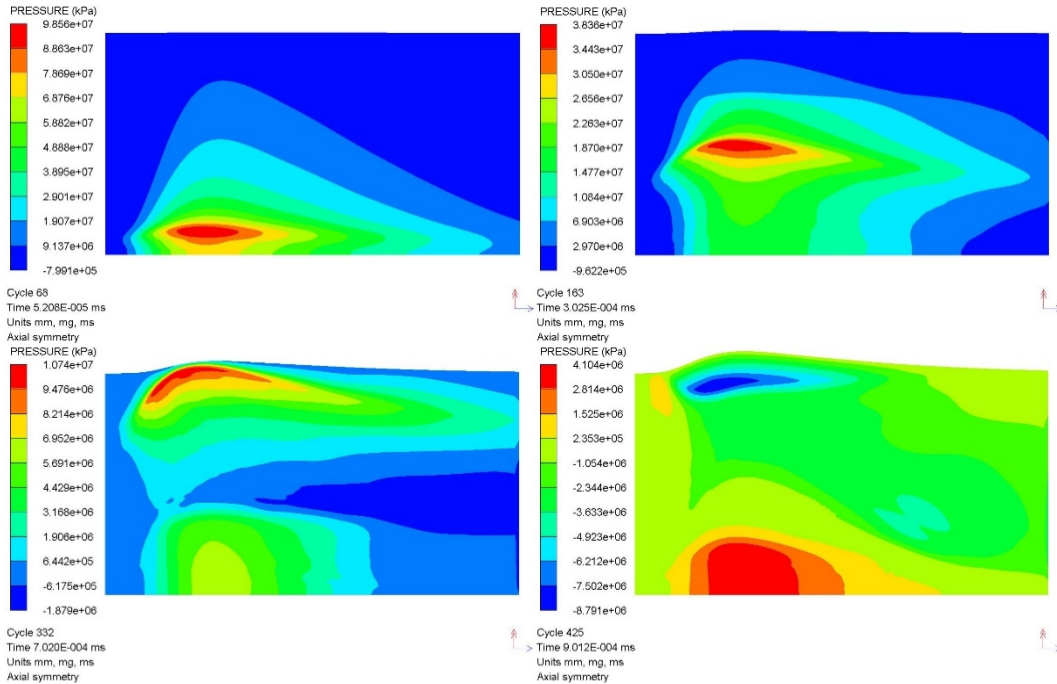 PRESSURE (kPa)
9.856e+07
8.863e+07
7.869e+07
6.876e+07
5.882e+07
4.888e+07
3.895e+07
2.901e+07
1.907e+07
9.137e+06
-7.991e+05
Cycle 68
Time 5.208E-005 ms
Units mm, mg, ms
Axial symmetry
PRESSURE (kPa)
3.836e+07
3.443e+07
3.050e+07
2.656e+07
2.263e+07
1.870e+07
1.477e+07
1.084e+07
6.903e+06
2.970e+06
-9.622e+05
Cycle 163
Time 3.025E-004 ms
Units mm, mg, ms
Axial symmetry
PRESSURE (kPa)
1.074e+07
9.476e+06
8.214e+06
6.952e+06
5.691e+06
4.429e+06
3.168e+06
1.906e+06
6.442e+05
-6.175e+05
-1.879e+06
Cycle 332
Time 7.020E-004 ms
Units mm, mg, ms
Axial symmetry
PRESSURE (kPa)
4.104e+06
2.814e+06
1.525e+06
2.353e+05
-1.054e+06
-2.344e+06
-3.633e+06
-4.923e+06
-6.212e+06
-7.502e+06
-8.791e+06
Cycle 425
Time 9.012E-004 ms
Units mm, mg, ms
Axial symmetry